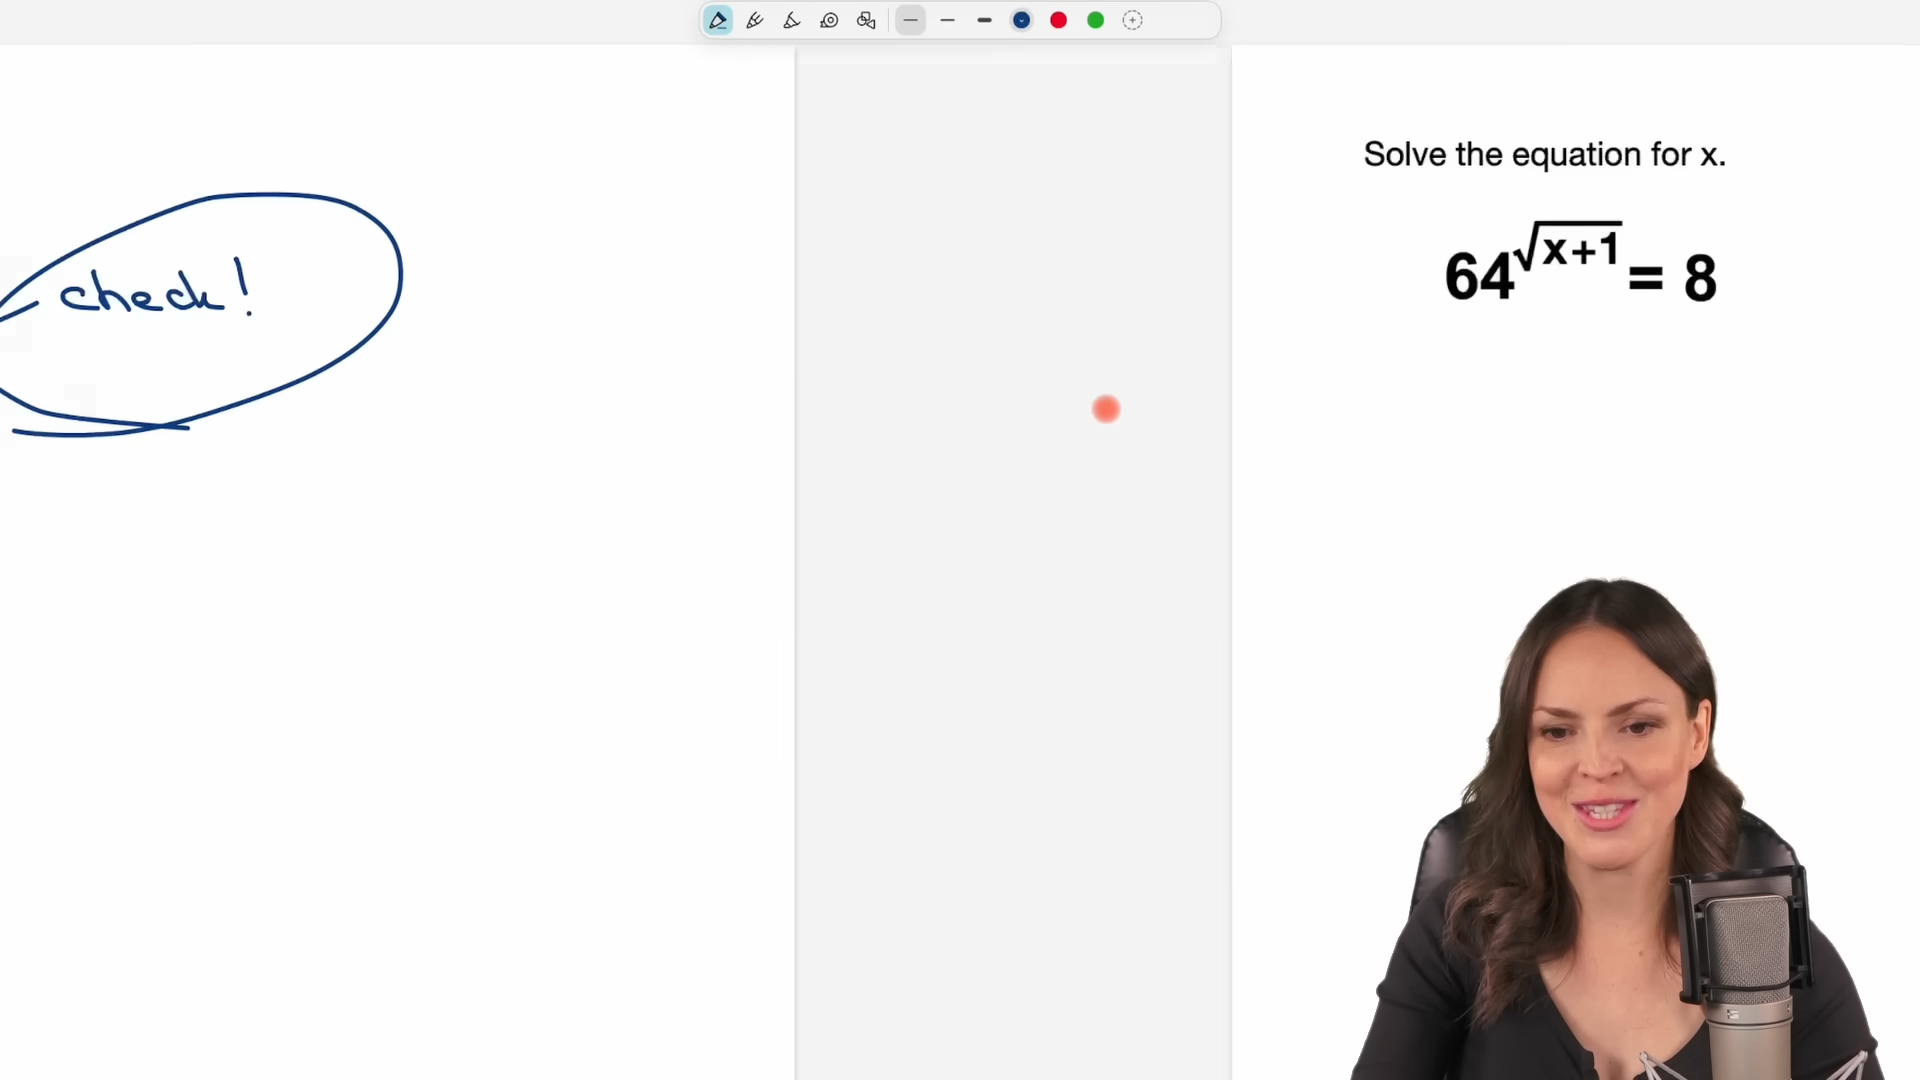 check!
Solve the equation for x.
64^√(x+1) = 8